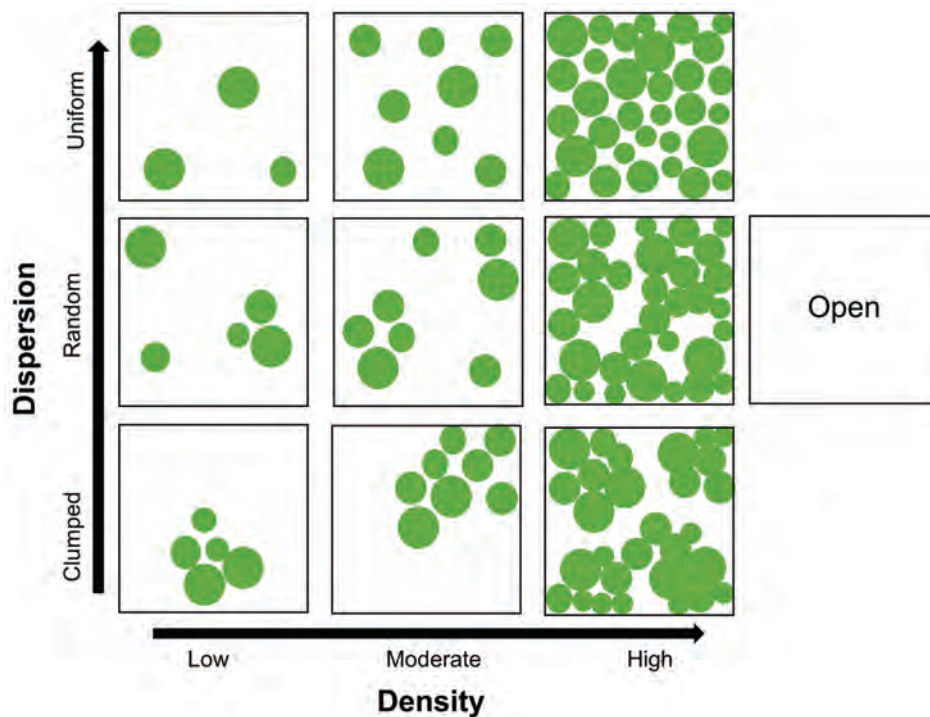 Uniform
Random
Open
Dispersion
Clumped
Low
Moderate
High
Density